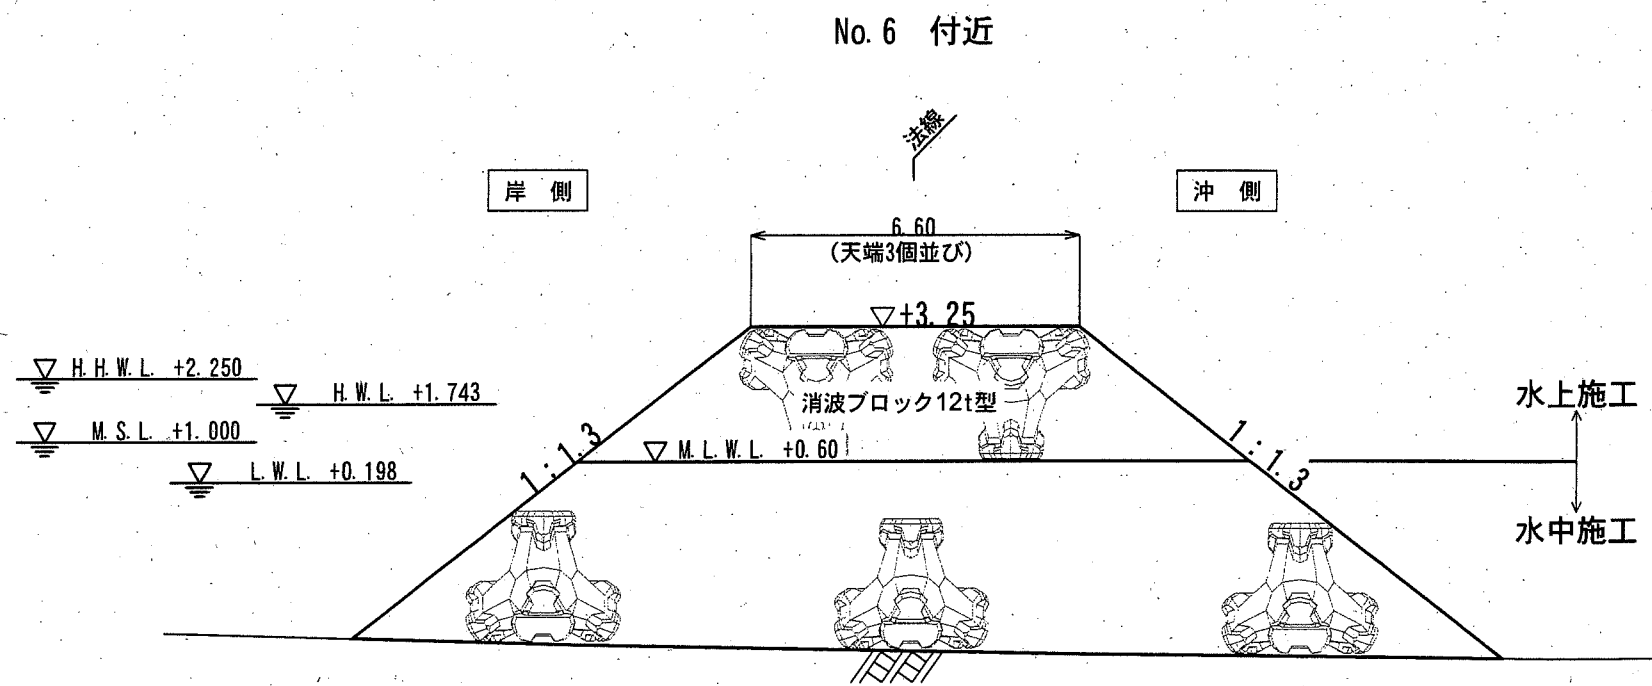 No. 6 付近
法線
岸 側
沖 側
6.60
(天端3個並び)
+3.25
H.H.W.L. +2.250
H.W.L. +1.743
消波ブロック12t型
水上施工
M.S.L. +1.000
1:1.3
1:1.3
M.L.W.L. +0.60
L.W.L. +0.198
水中施工